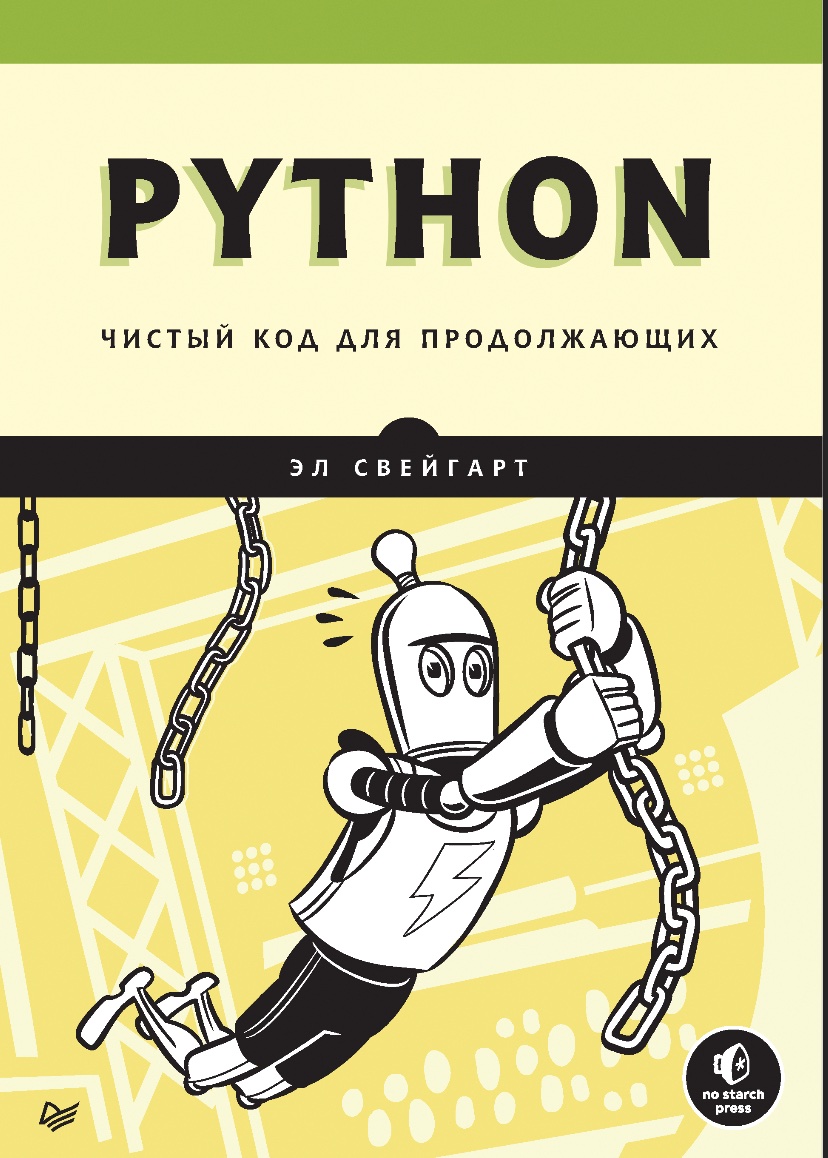 PYTHON
ЧИСТЫЙ КОД ДЛЯ ПРОДОЛЖАЮЩИХ
ЭЛ СВЕЙГАРТ
no starch
press